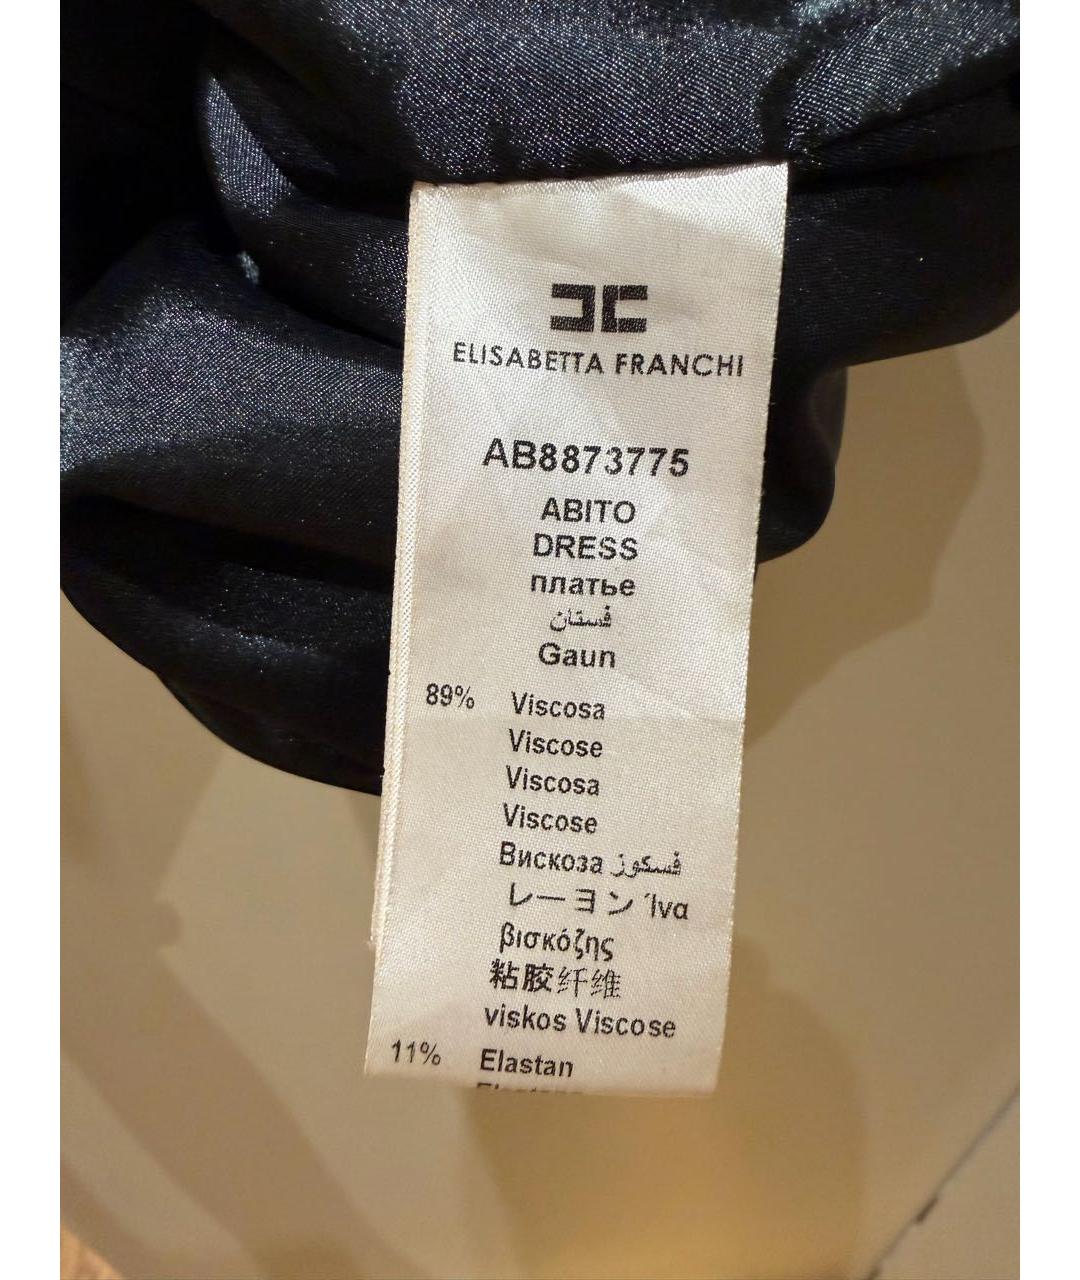 ELISABETTA FRANCHI
AB8873775
ABITO
DRESS
платье
فستان
Gaun
89% Viscosa
Viscose
Viscosa
Viscose
Вискоза فسكوز
レーヨン Ίνα
βισκόζης
粘胶纤维
viskos Viscose
11% Elastan